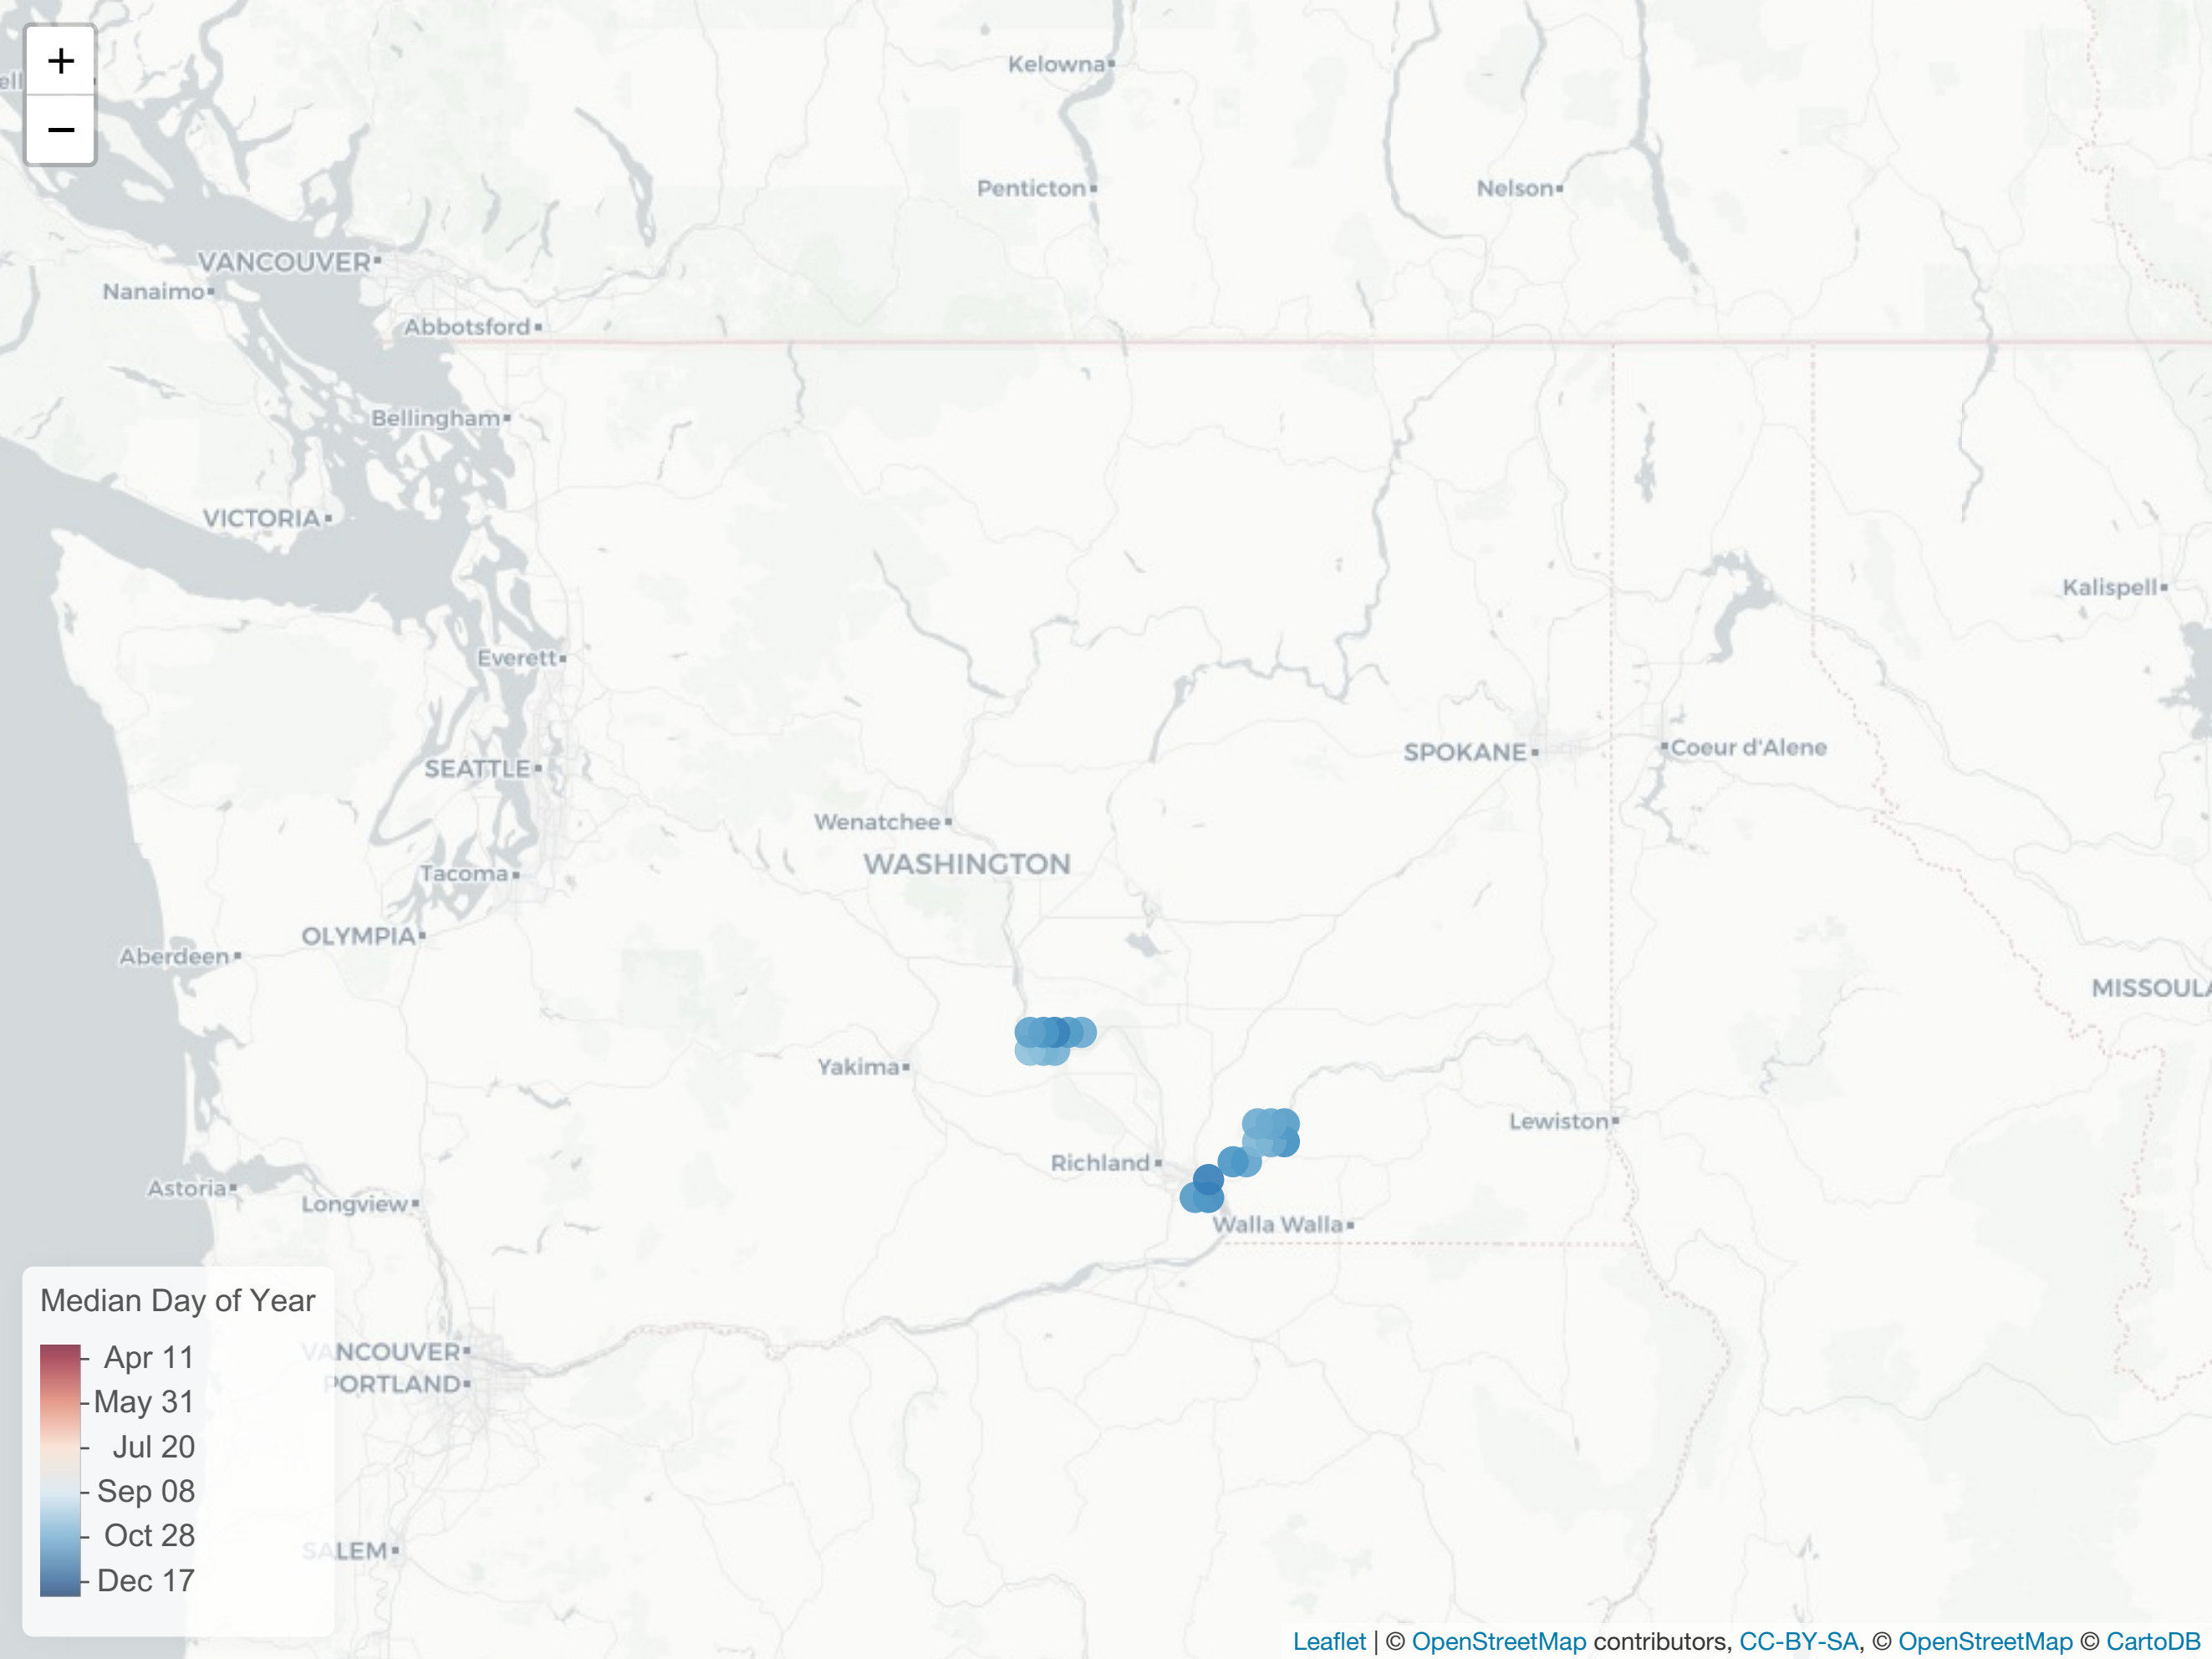 +
−
Kelowna
Penticton
Nelson
VANCOUVER
Nanaimo
Abbotsford
Bellingham
VICTORIA
Kalispell
Everett
SPOKANE
Coeur d'Alene
SEATTLE
Wenatchee
WASHINGTON
Tacoma
OLYMPIA
Aberdeen
MISSOULA
Yakima
Lewiston
Richland
Astoria
Longview
Walla Walla
Median Day of Year
VANCOUVER
Apr 11
PORTLAND
May 31
Jul 20
Sep 08
Oct 28
SALEM
Dec 17
Leaflet | © OpenStreetMap contributors, CC-BY-SA, © OpenStreetMap © CartoDB